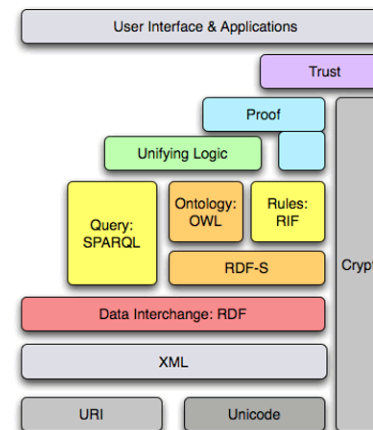 User Interface & Applications
Trust
Proof
Unifying Logic
Query:
SPARQL
Ontology:
OWL
Rules:
RIF
RDF-S
Crypt
Data Interchange: RDF
XML
URI
Unicode